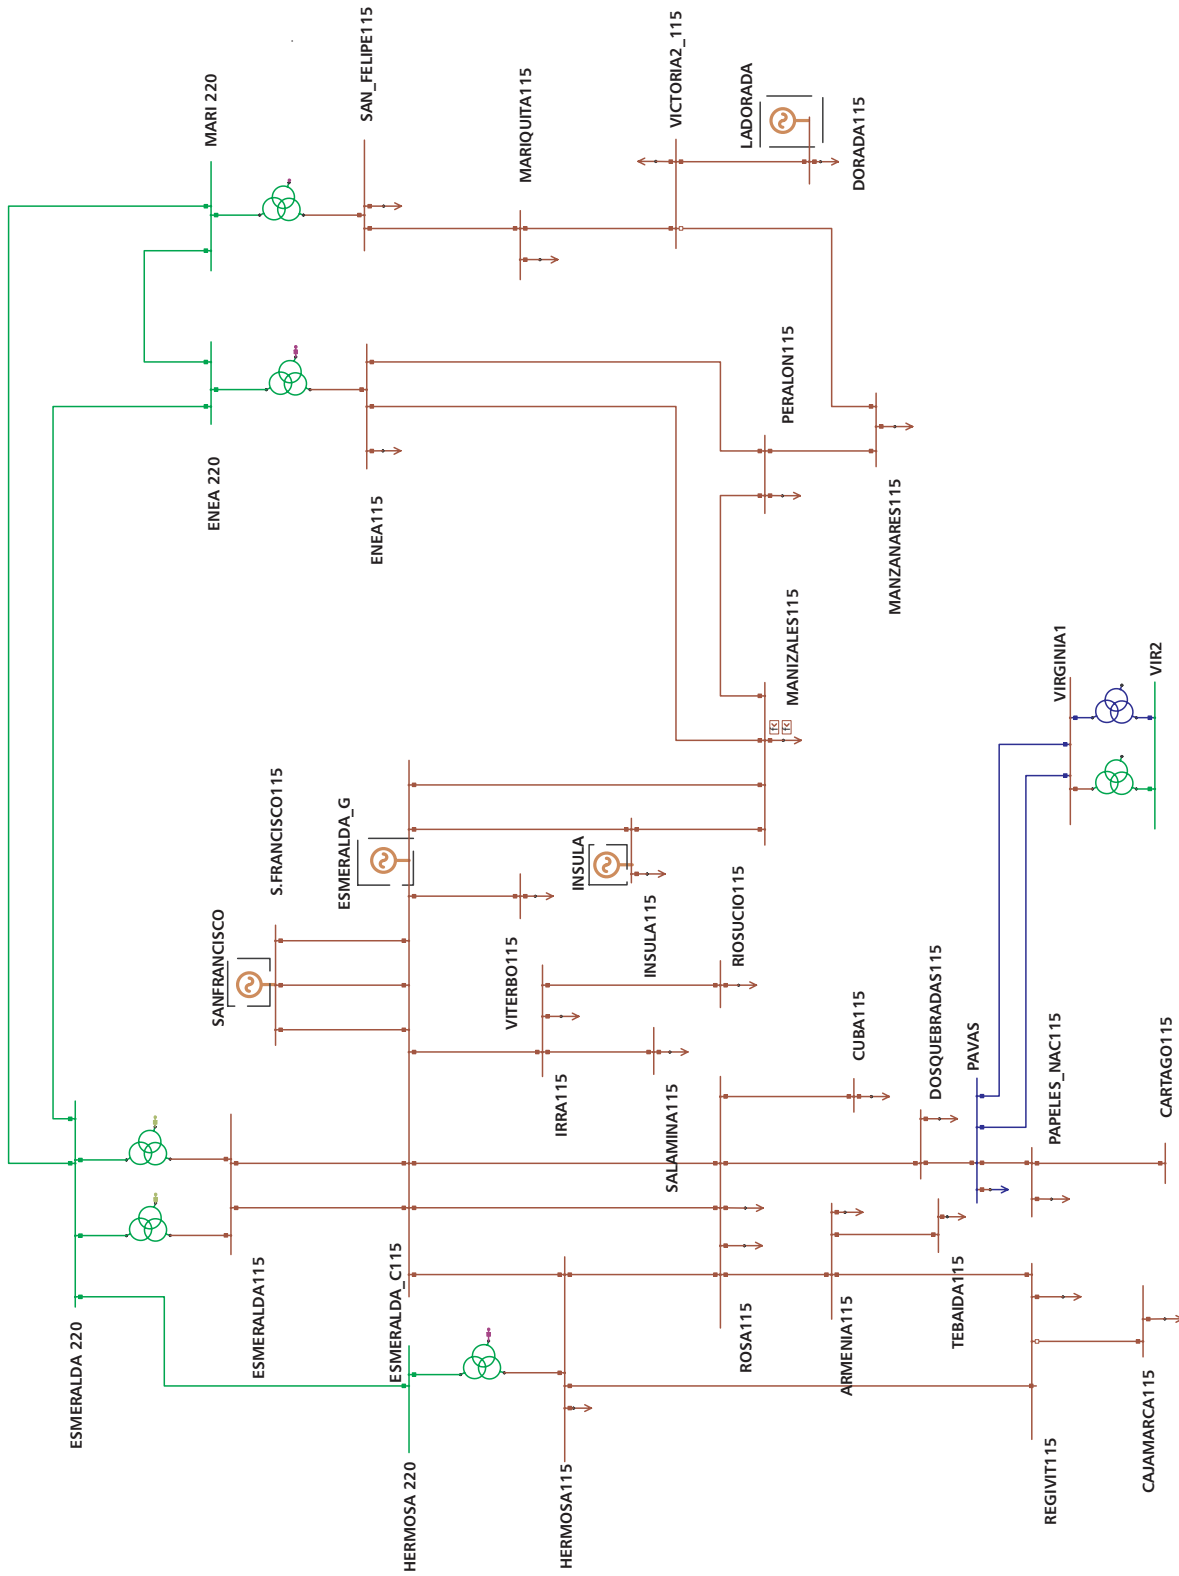 MARI 220
SAN_FELIPE115
MARIQUITA115
VICTORIA2_115
LADORADA
DORADA115
ENEA 220
ENEA115
PERALON115
MANZANARES115
MANIZALES115
VIRGINIA1
VIR2
S.FRANCISCO115
ESMERALDA_G
SANFRANCISCO
INSULA
INSULA115
VITERBO115
RIOSUCIO115
IRRA115
SALAMINA115
CUBA115
DOSQUEBRADAS115
PAVAS
PAPELES_NAC115
CARTAGO115
ESMERALDA 220
ESMERALDA115
ESMERALDA_C115
HERMOSA 220
HERMOSA115
ROSA115
ARMENIA115
TEBAIDA115
REGIVIT115
CAJAMARCA115